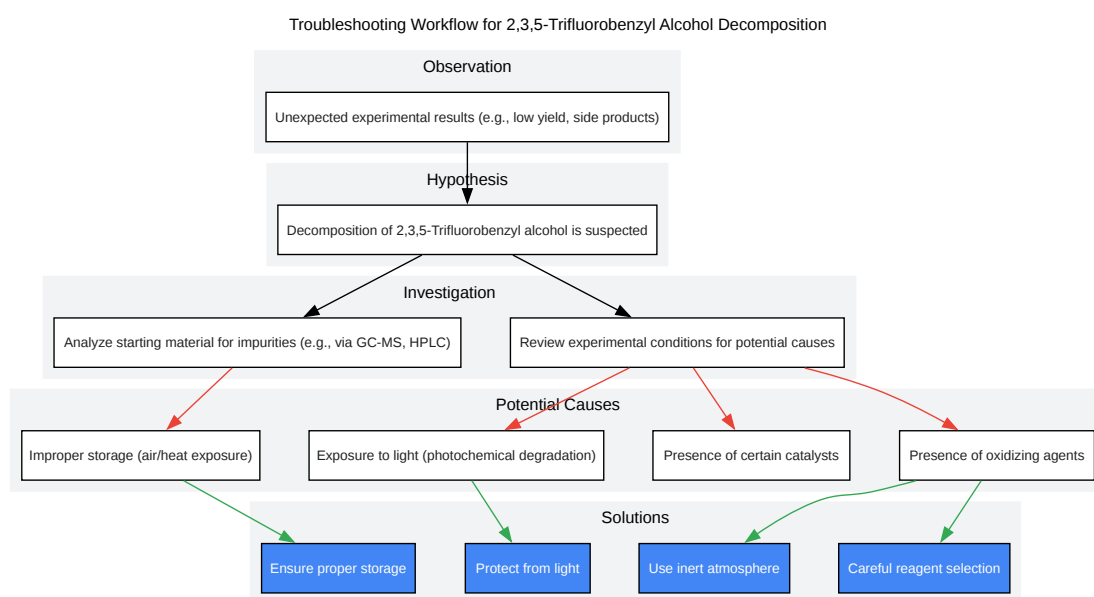 Troubleshooting Workflow for 2,3,5-Trifluorobenzyl Alcohol Decomposition
Observation
Unexpected experimental results (e.g., low yield, side products)
Hypothesis
Decomposition of 2,3,5-Trifluorobenzyl alcohol is suspected
Investigation
Analyze starting material for impurities (e.g., via GC-MS, HPLC)
Review experimental conditions for potential causes
Potential Causes
Improper storage (air/heat exposure)
Exposure to light (photochemical degradation)
Presence of certain catalysts
Presence of oxidizing agents
Solutions
Ensure proper storage
Protect from light
Use inert atmosphere
Careful reagent selection